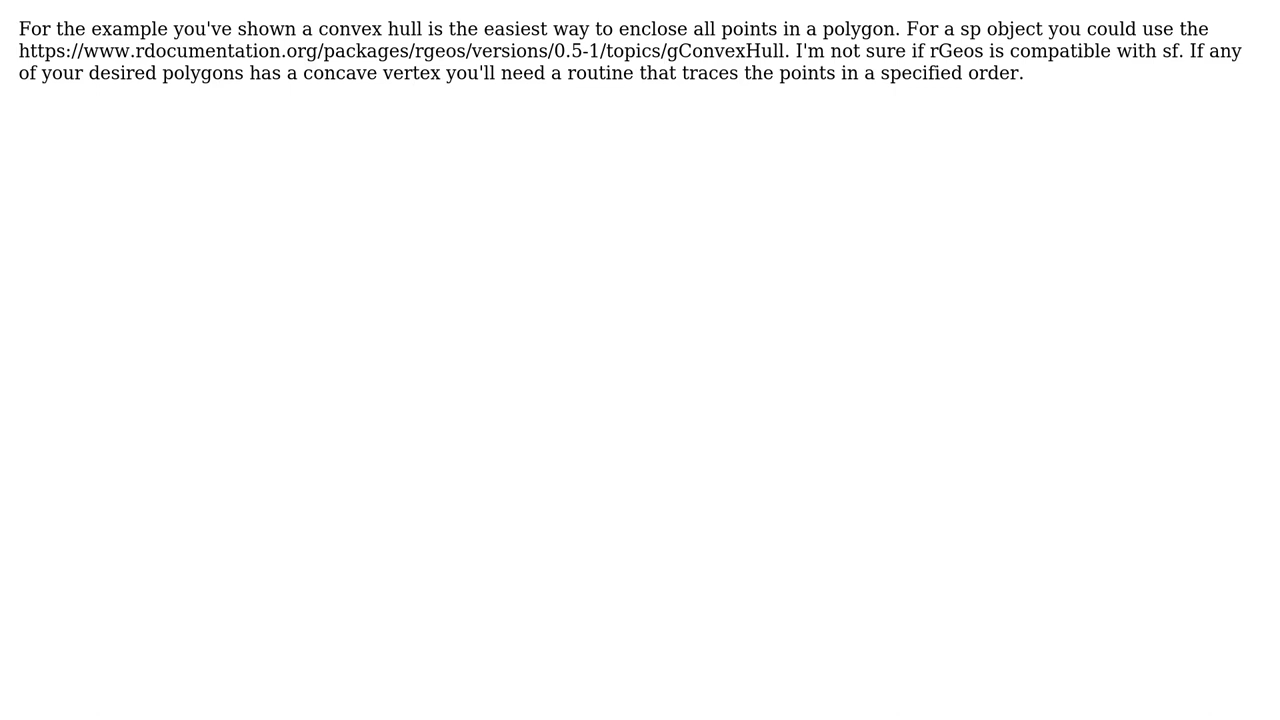 For the example you've shown a convex hull is the easiest way to enclose all points in a polygon. For a sp object you could use the
https://www.rdocumentation.org/packages/rgeos/versions/0.5-1/topics/gConvexHull. I'm not sure if rGeos is compatible with sf. If any
of your desired polygons has a concave vertex you'll need a routine that traces the points in a specified order.